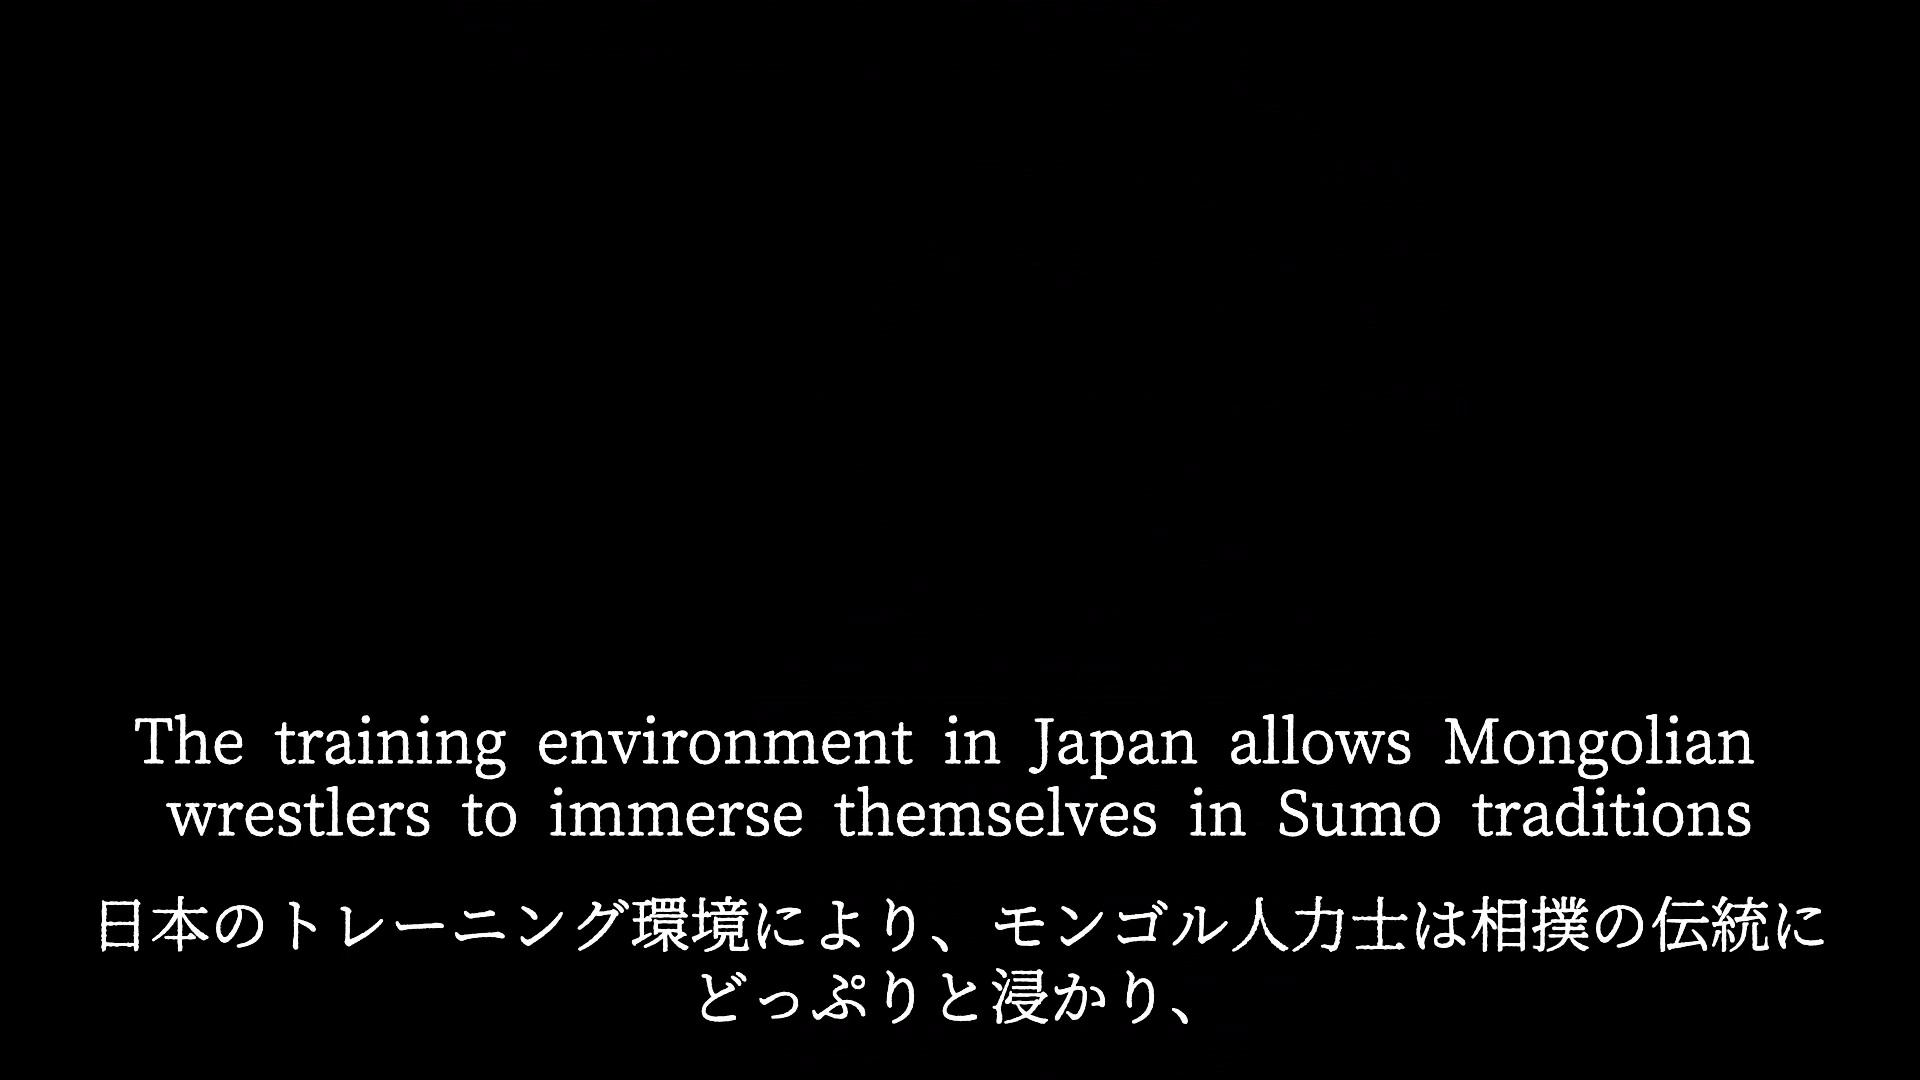 The training environment in Japan allows Mongolian
wrestlers to immerse themselves in Sumo traditions
日本のトレーニング環境により、モンゴル人力士は相撲の伝統に
どっぷりと浸かり、